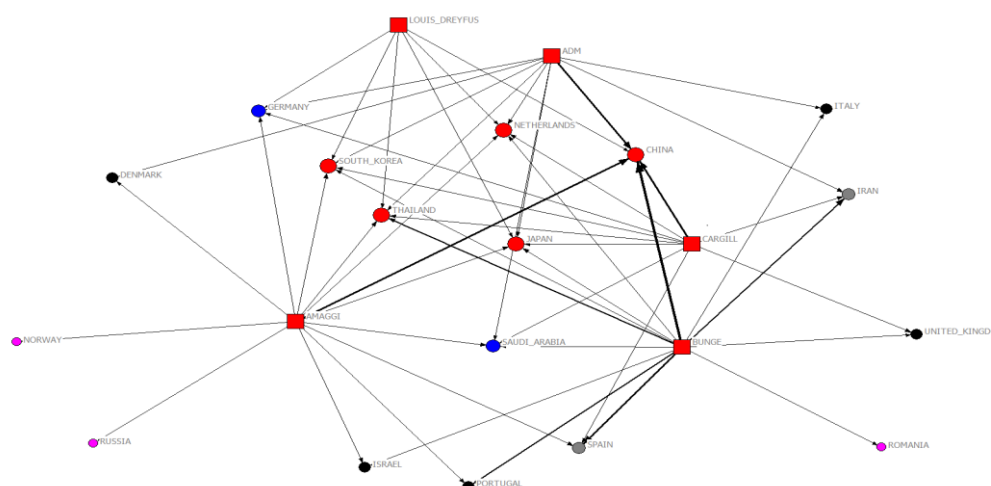 LOUIS_DREYFUS
ADM
GERMANY
ITALY
NETHERLANDS
CHINA
SOUTH_KOREA
DENMARK
IRAN
THAILAND
JAPAN
CARGILL
AMAGGI
UNITED_KINGD
NORWAY
SAUDI_ARABIA
BUNGE
RUSSIA
SPAIN
ROMANIA
ISRAEL
PORTUGAL